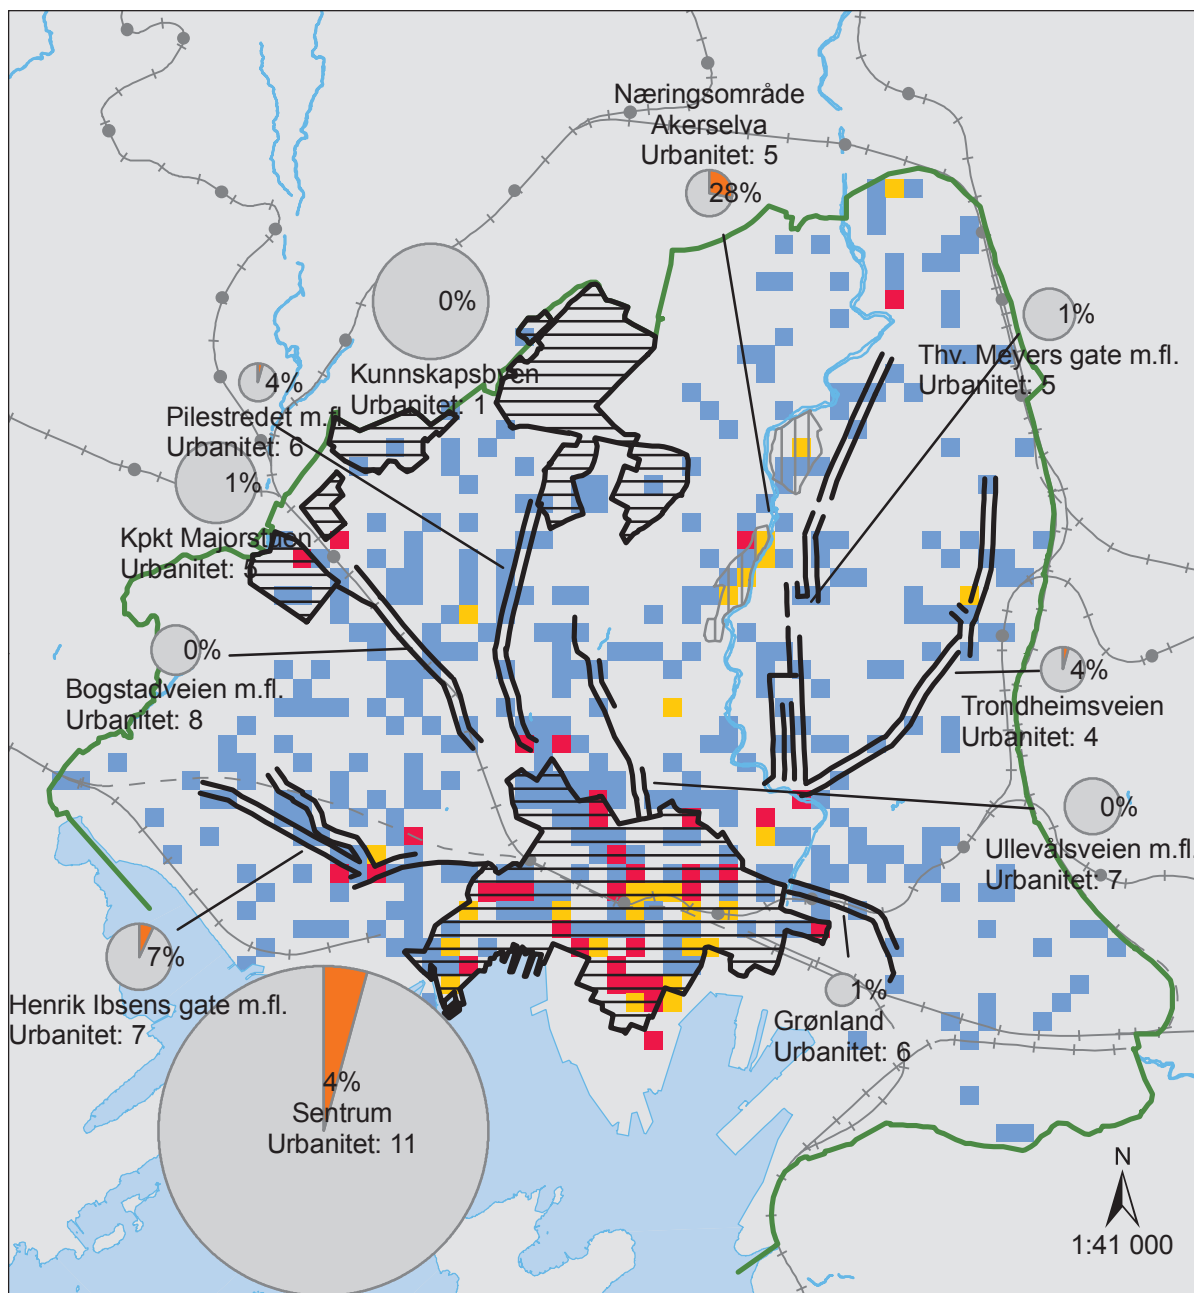 Næringsområde
Akerselva
Urbanitet: 5
28%
0%
Kunnskapsbyen
Urbanitet: 1
1%
Thv. Meyers gate m.fl.
Urbanitet: 5
4%
Pilestredet m.fl.
Urbanitet: 6
1%
Kpkt Majorstuen
Urbanitet: 5
0%
Bogstadveien m.fl.
Urbanitet: 8
4%
Trondheimsveien
Urbanitet: 4
0%
Ullevålsveien m.fl.
Urbanitet: 7
7%
Henrik Ibsens gate m.fl.
Urbanitet: 7
1%
Grønland
Urbanitet: 6
4%
Sentrum
Urbanitet: 11
N
1:41 000